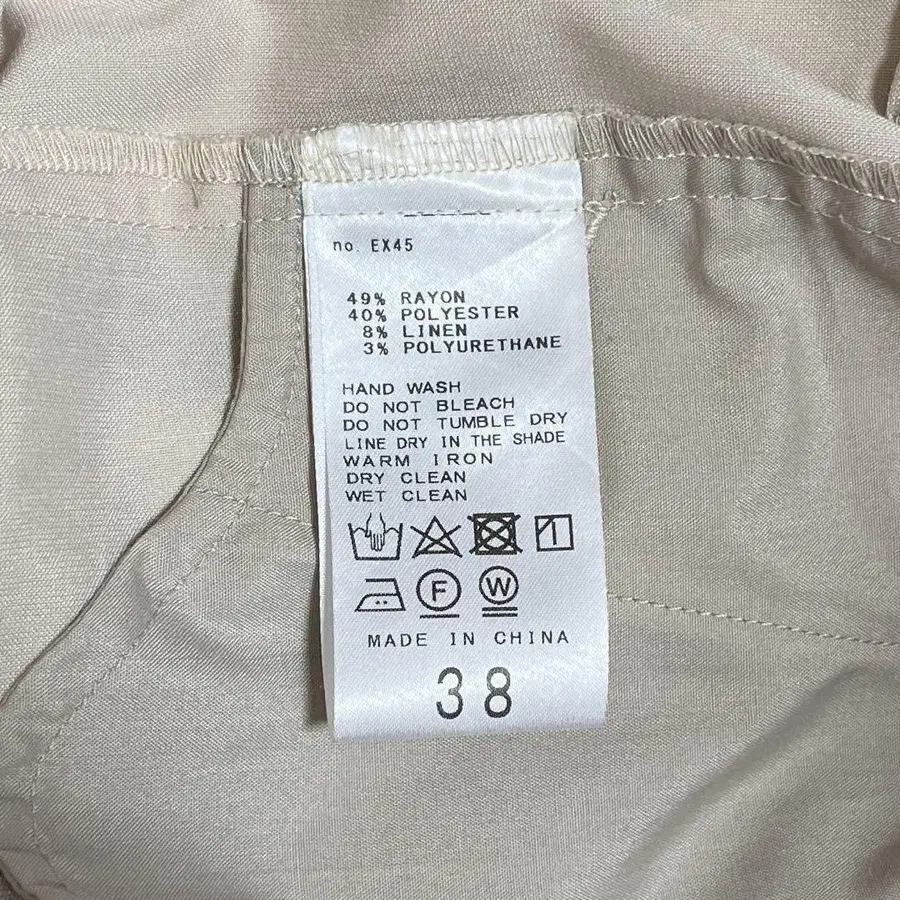 no. EX45
49% RAYON
40% POLYESTER
8% LINEN
3% POLYURETHANE
HAND WASH
DO NOT BLEACH
DO NOT TUMBLE DRY
LINE DRY IN THE SHADE
WARM IRON
DRY CLEAN
WET CLEAN
F W
MADE IN CHINA
38